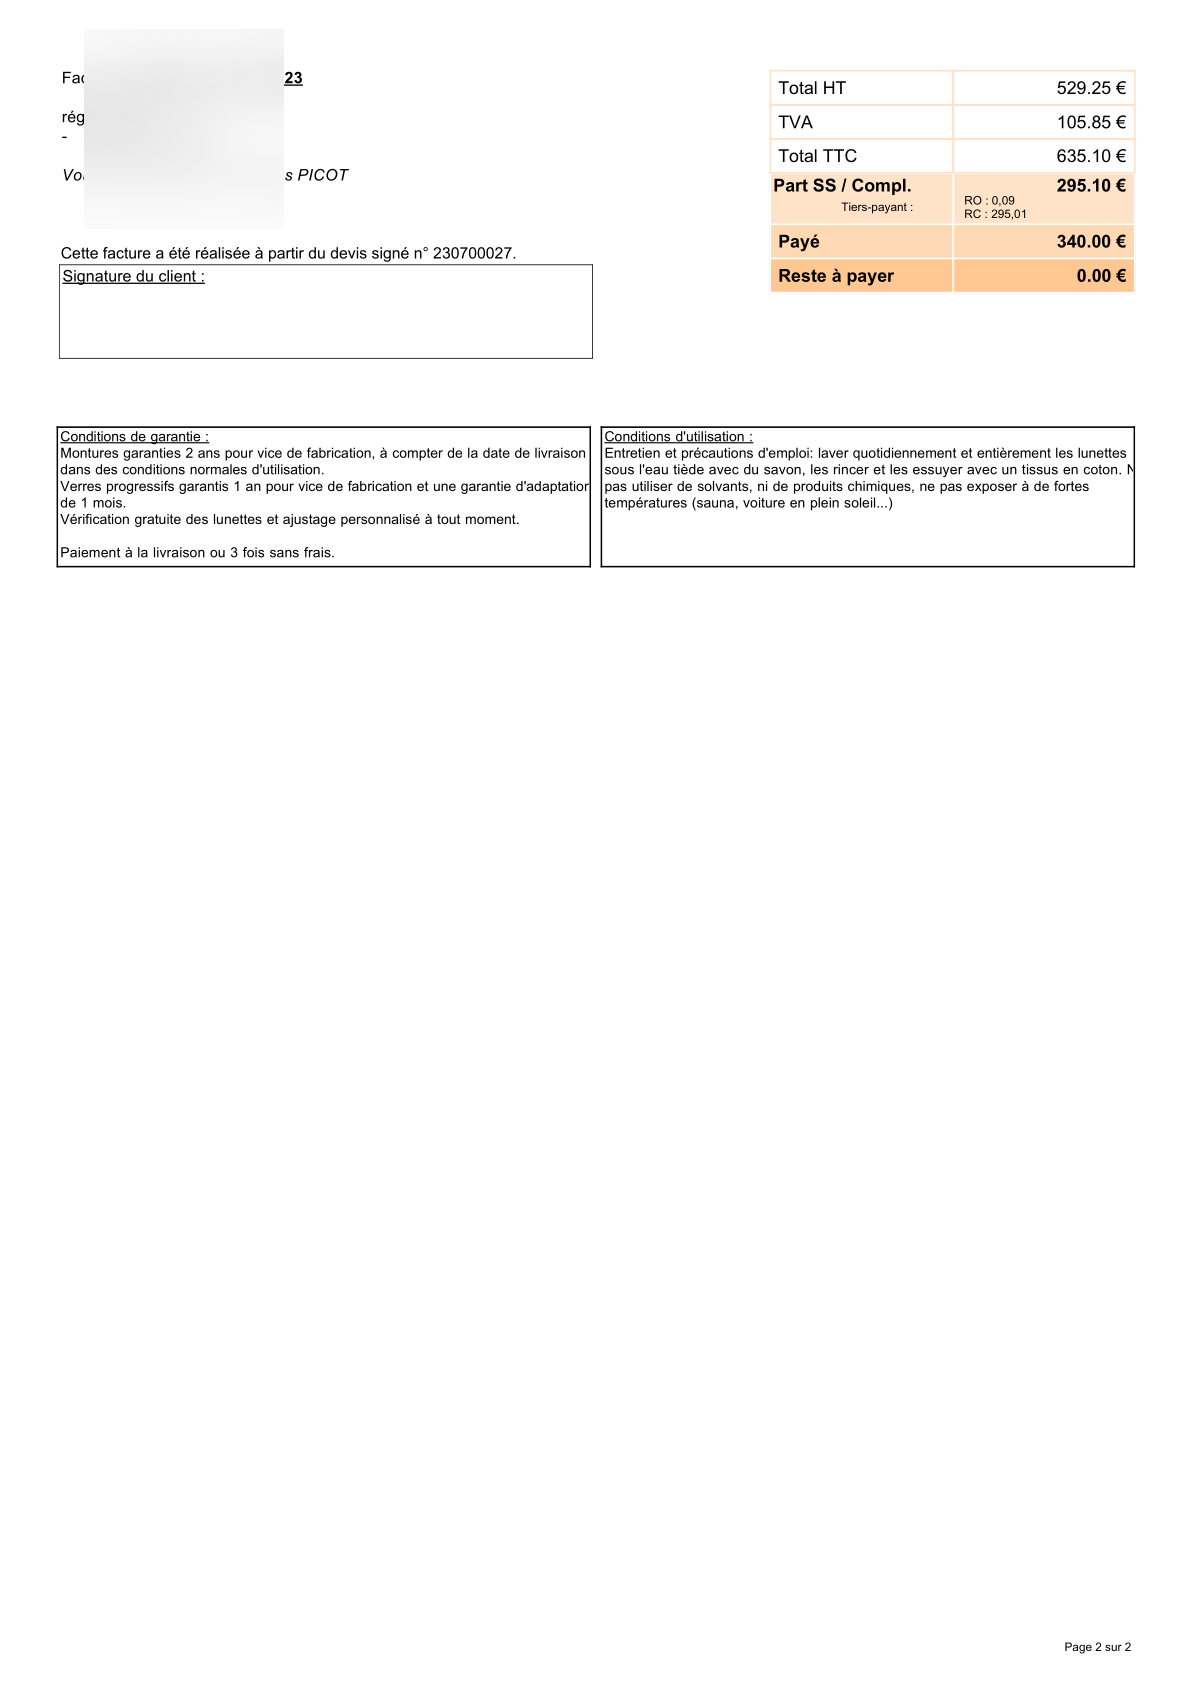 23
-
s PICOT
Cette facture a été réalisée à partir du devis signé n° 230700027.
Signature du client :
Total HT 529.25 €
TVA 105.85 €
Total TTC 635.10 €
Part SS / Compl. 295.10 €
Tiers-payant : RO : 0,09
RC : 295,01
Payé 340.00 €
Reste à payer 0.00 €
Conditions de garantie :
Montures garanties 2 ans pour vice de fabrication, à compter de la date de livraison
dans des conditions normales d'utilisation.
Verres progressifs garantis 1 an pour vice de fabrication et une garantie d'adaptation
de 1 mois.
Vérification gratuite des lunettes et ajustage personnalisé à tout moment.
Paiement à la livraison ou 3 fois sans frais.
Conditions d'utilisation :
Entretien et précautions d'emploi: laver quotidiennement et entièrement les lunettes
sous l'eau tiède avec du savon, les rincer et les essuyer avec un tissus en coton. N
pas utiliser de solvants, ni de produits chimiques, ne pas exposer à de fortes
températures (sauna, voiture en plein soleil...)
Page 2 sur 2